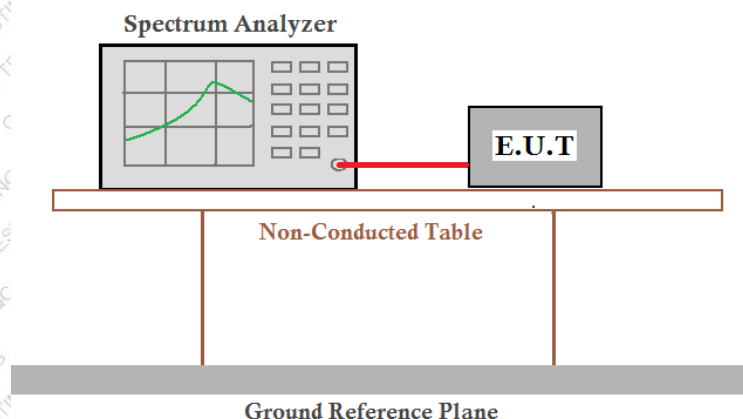 Spectrum Analyzer
E.U.T
Non-Conducted Table
Ground Reference Plane